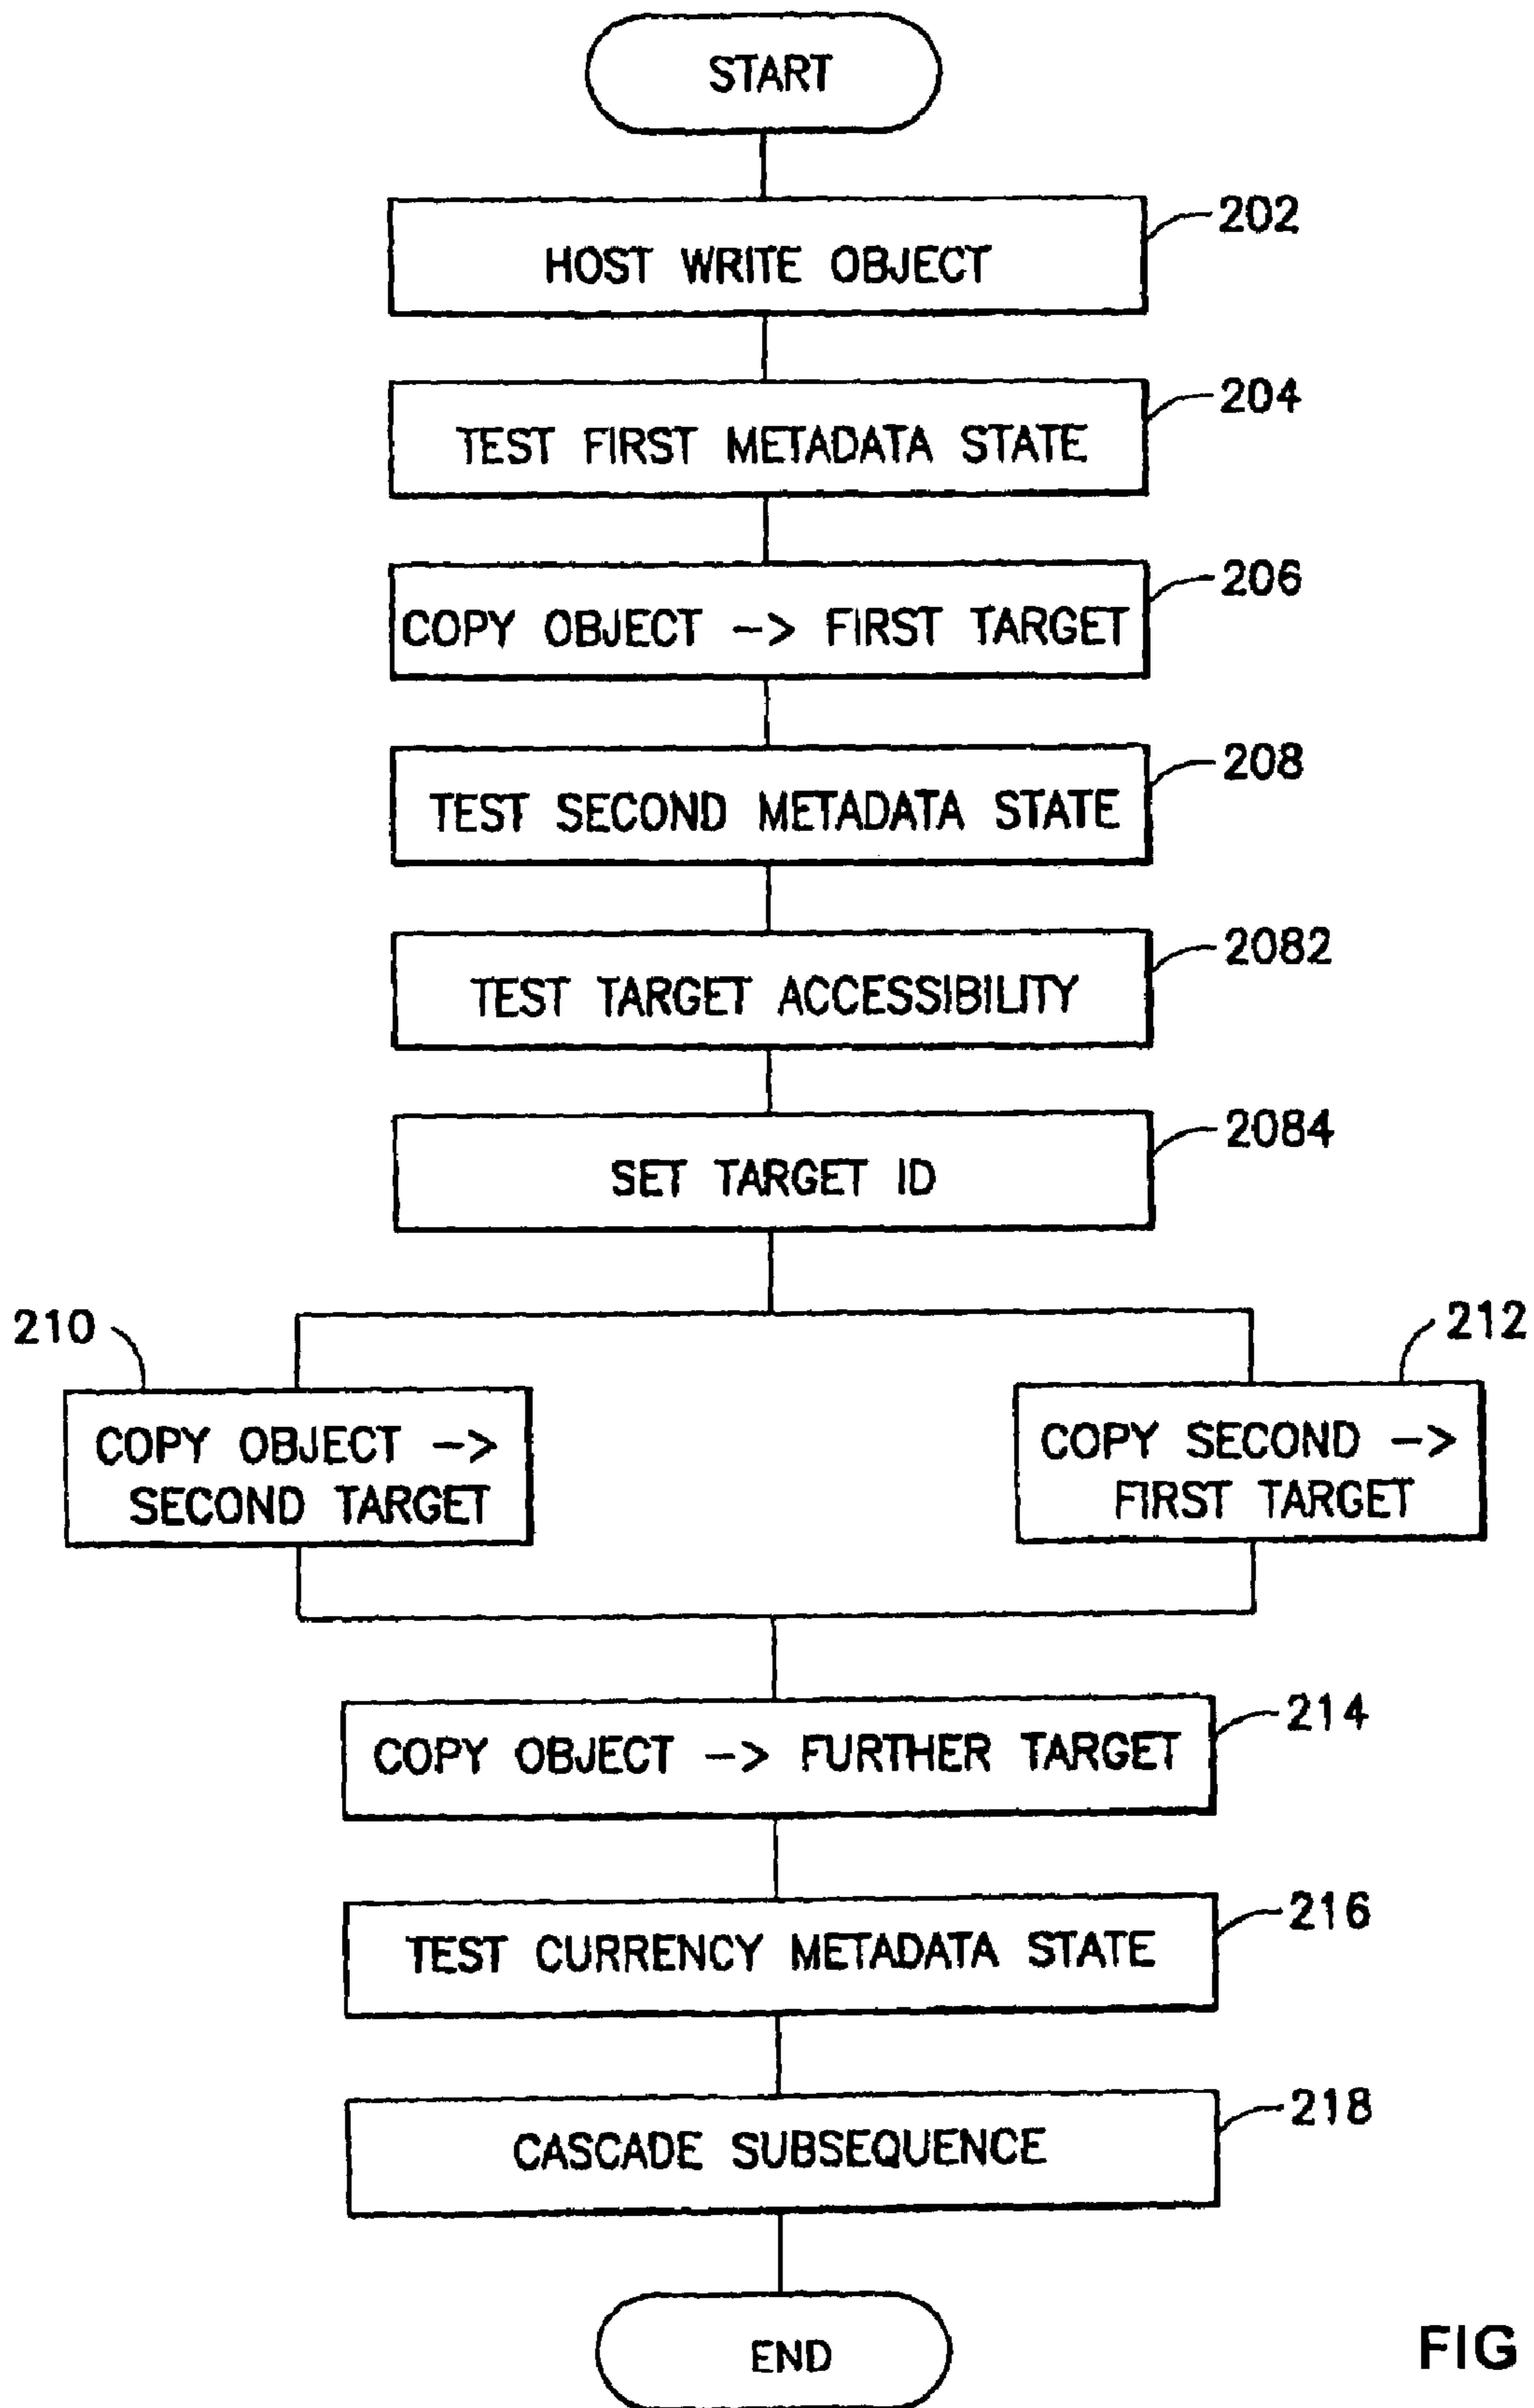 START
202
HOST WRITE OBJECT
204
TEST FIRST METADATA STATE
206
COPY OBJECT -> FIRST TARGET
208
TEST SECOND METADATA STATE
2082
TEST TARGET ACCESSIBILITY
2084
SET TARGET ID
210
212
COPY OBJECT ->
SECOND TARGET
COPY SECOND ->
FIRST TARGET
214
COPY OBJECT -> FURTHER TARGET
216
TEST CURRENCY METADATA STATE
218
CASCADE SUBSEQUENCE
END
FIG